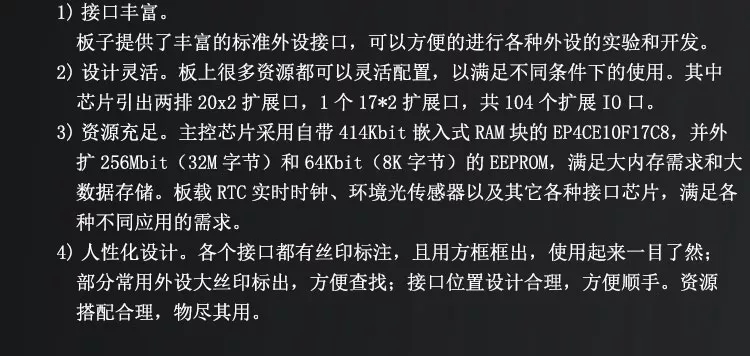 1) 接口丰富。
板子提供了丰富的标准外设接口，可以方便的进行各种外设的实验和开发。
2) 设计灵活。板上很多资源都可以灵活配置，以满足不同条件下的使用。其中
芯片引出两排 20x2 扩展口，1 个 17*2 扩展口，共 104 个扩展 IO 口。
3) 资源充足。主控芯片采用自带 414Kbit 嵌入式 RAM 块的 EP4CE10F17C8，并外
扩 256Mbit（32M 字节）和 64Kbit（8K 字节）的 EEPROM，满足大内存需求和大
数据存储。板载 RTC 实时时钟、环境光传感器以及其它各种接口芯片，满足各
种不同应用的需求。
4) 人性化设计。各个接口都有丝印标注，且用方框框出，使用起来一目了然；
部分常用外设大丝印标出，方便查找；接口位置设计合理，方便顺手。资源
搭配合理，物尽其用。